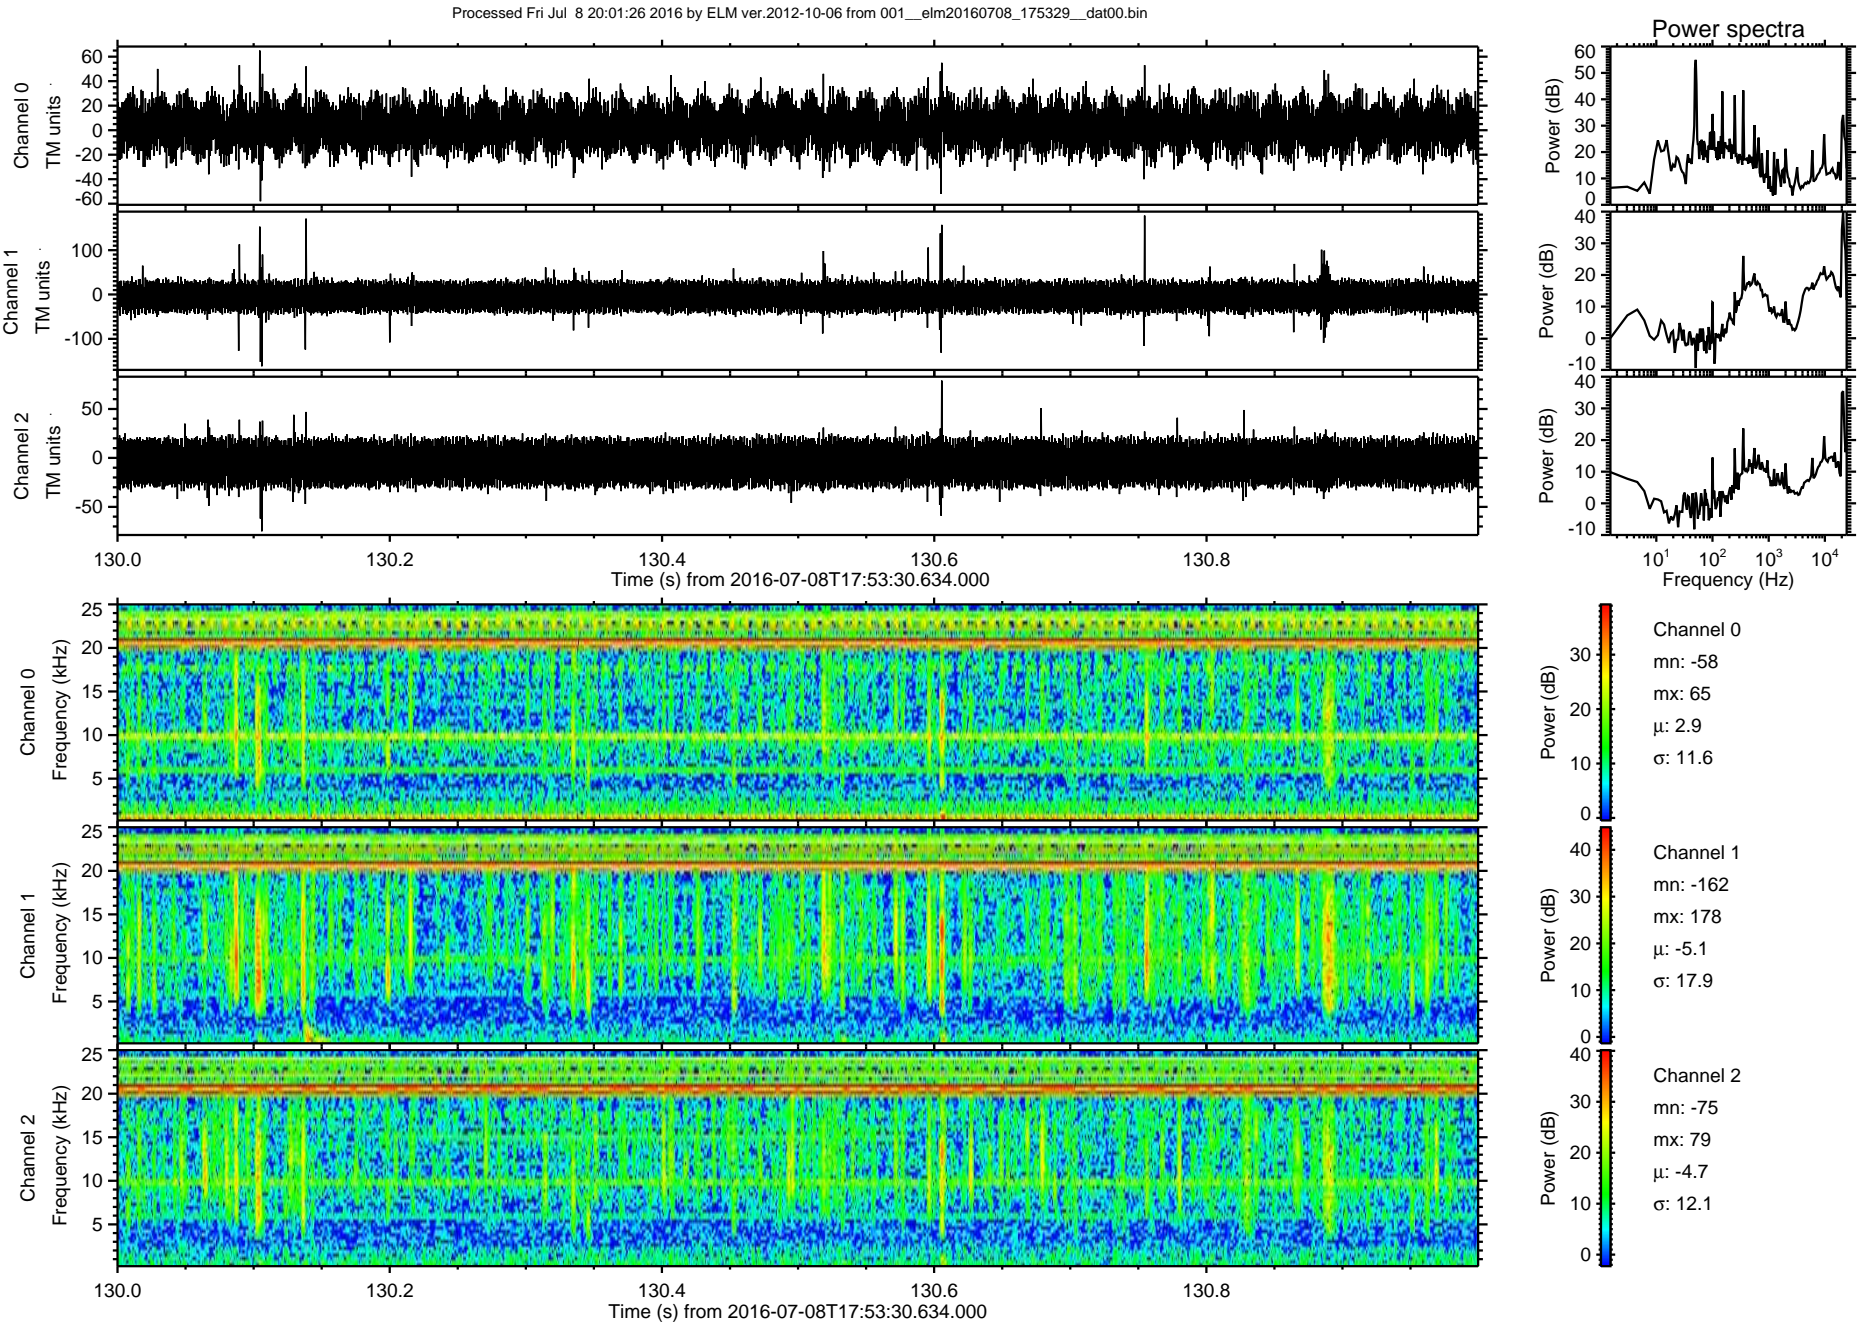 Processed Fri Jul  8 20:01:26 2016 by ELM ver.2012-10-06 from 001__elm20160708_175329__dat00.bin
Power spectra
Channel 0
TM units
60
40
20
0
-20
-40
-60
Power (dB)
60
50
40
30
20
10
0
Channel 1
TM units
100
0
-100
Power (dB)
40
30
20
10
0
-10
Channel 2
TM units
50
0
-50
Power (dB)
40
30
20
10
0
-10
130.0 130.2 130.4 130.6 130.8
Time (s) from 2016-07-08T17:53:30.634.000
10¹ 10² 10³ 10⁴
Frequency (Hz)
Channel 0
Frequency (kHz)
25
20
15
10
5
Power (dB)
30
20
10
0
Channel 0
mn: -58
mx: 65
μ: 2.9
σ: 11.6
Channel 1
Frequency (kHz)
25
20
15
10
5
Power (dB)
40
30
20
10
0
Channel 1
mn: -162
mx: 178
μ: -5.1
σ: 17.9
Channel 2
Frequency (kHz)
25
20
15
10
5
Power (dB)
40
30
20
10
0
Channel 2
mn: -75
mx: 79
μ: -4.7
σ: 12.1
130.0 130.2 130.4 130.6 130.8
Time (s) from 2016-07-08T17:53:30.634.000